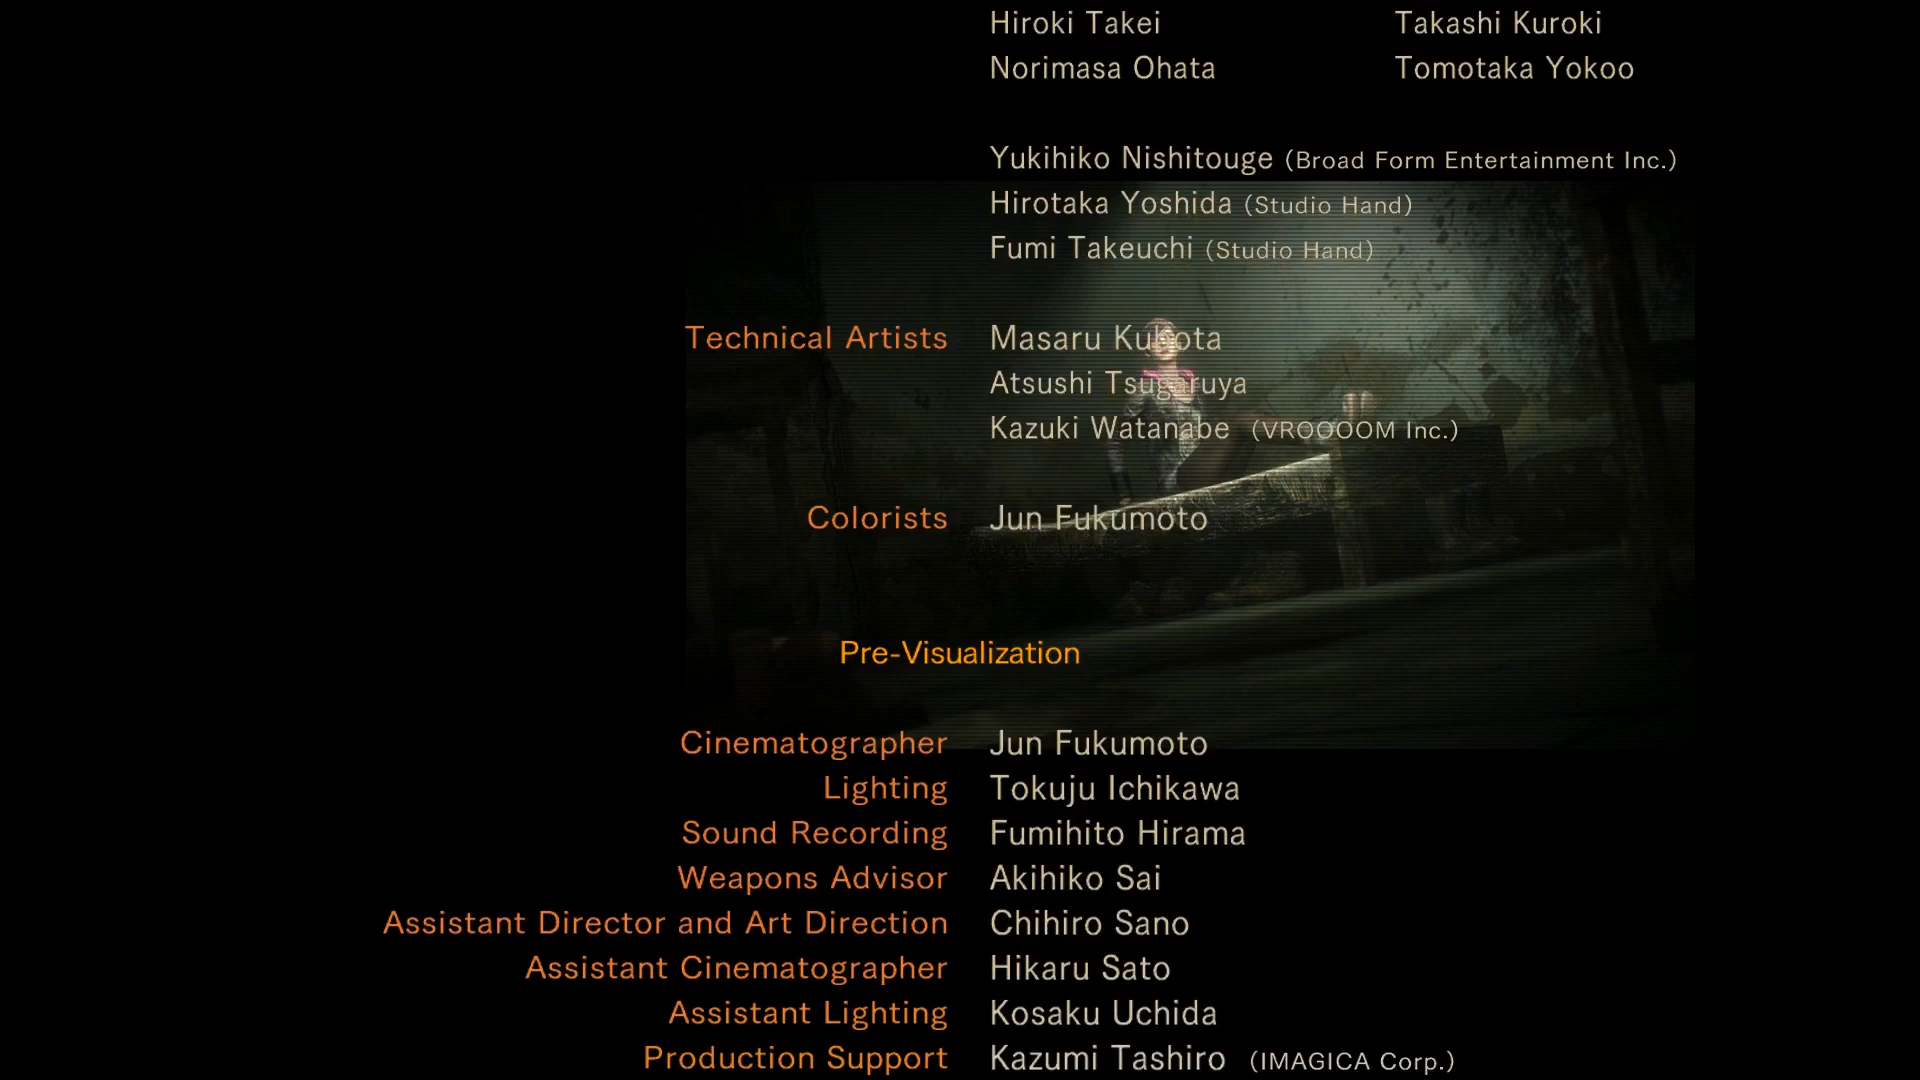 Hiroki Takei Takashi Kuroki
Norimasa Ohata Tomotaka Yokoo
Yukihiko Nishitouge (Broad Form Entertainment Inc.)
Hirotaka Yoshida (Studio Hand)
Fumi Takeuchi (Studio Hand)
Technical Artists Masaru Kubota
Atsushi Tsugaruya
Kazuki Watanabe (VROOOOM Inc.)
Colorists Jun Fukumoto
Pre-Visualization
Cinematographer Jun Fukumoto
Lighting Tokuju Ichikawa
Sound Recording Fumihito Hirama
Weapons Advisor Akihiko Sai
Assistant Director and Art Direction Chihiro Sano
Assistant Cinematographer Hikaru Sato
Assistant Lighting Kosaku Uchida
Production Support Kazumi Tashiro (IMAGICA Corp.)